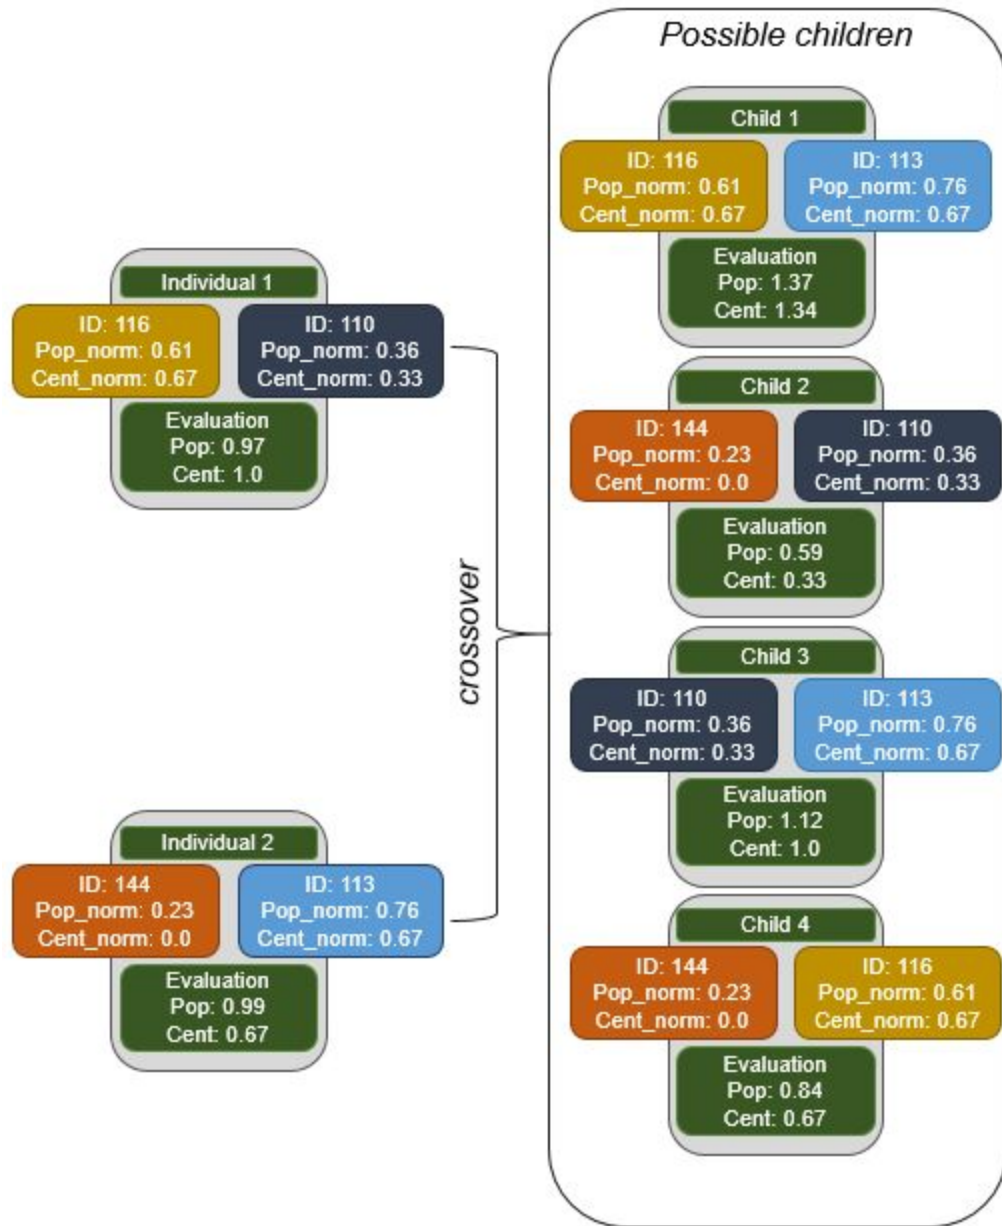 Possible children
Child 1
ID: 116
Pop_norm: 0.61
Cent_norm: 0.67
ID: 113
Pop_norm: 0.76
Cent_norm: 0.67
Evaluation
Pop: 1.37
Cent: 1.34
Individual 1
ID: 116
Pop_norm: 0.61
Cent_norm: 0.67
ID: 110
Pop_norm: 0.36
Cent_norm: 0.33
Evaluation
Pop: 0.97
Cent: 1.0
Child 2
ID: 144
Pop_norm: 0.23
Cent_norm: 0.0
ID: 110
Pop_norm: 0.36
Cent_norm: 0.33
Evaluation
Pop: 0.59
Cent: 0.33
crossover
Child 3
ID: 110
Pop_norm: 0.36
Cent_norm: 0.33
ID: 113
Pop_norm: 0.76
Cent_norm: 0.67
Evaluation
Pop: 1.12
Cent: 1.0
Individual 2
ID: 144
Pop_norm: 0.23
Cent_norm: 0.0
ID: 113
Pop_norm: 0.76
Cent_norm: 0.67
Evaluation
Pop: 0.99
Cent: 0.67
Child 4
ID: 144
Pop_norm: 0.23
Cent_norm: 0.0
ID: 116
Pop_norm: 0.61
Cent_norm: 0.67
Evaluation
Pop: 0.84
Cent: 0.67